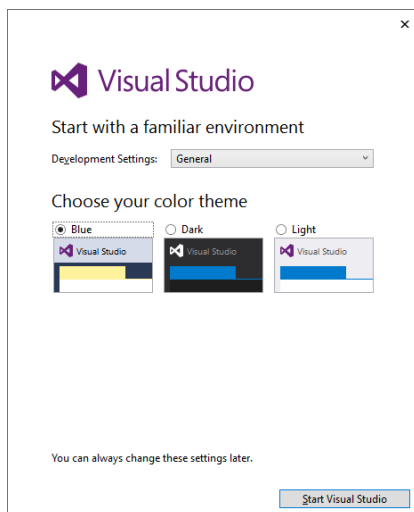 Visual Studio
Start with a familiar environment
Development Settings: General
Choose your color theme
Blue Dark Light
Visual Studio Visual Studio Visual Studio
You can always change these settings later.
Start Visual Studio